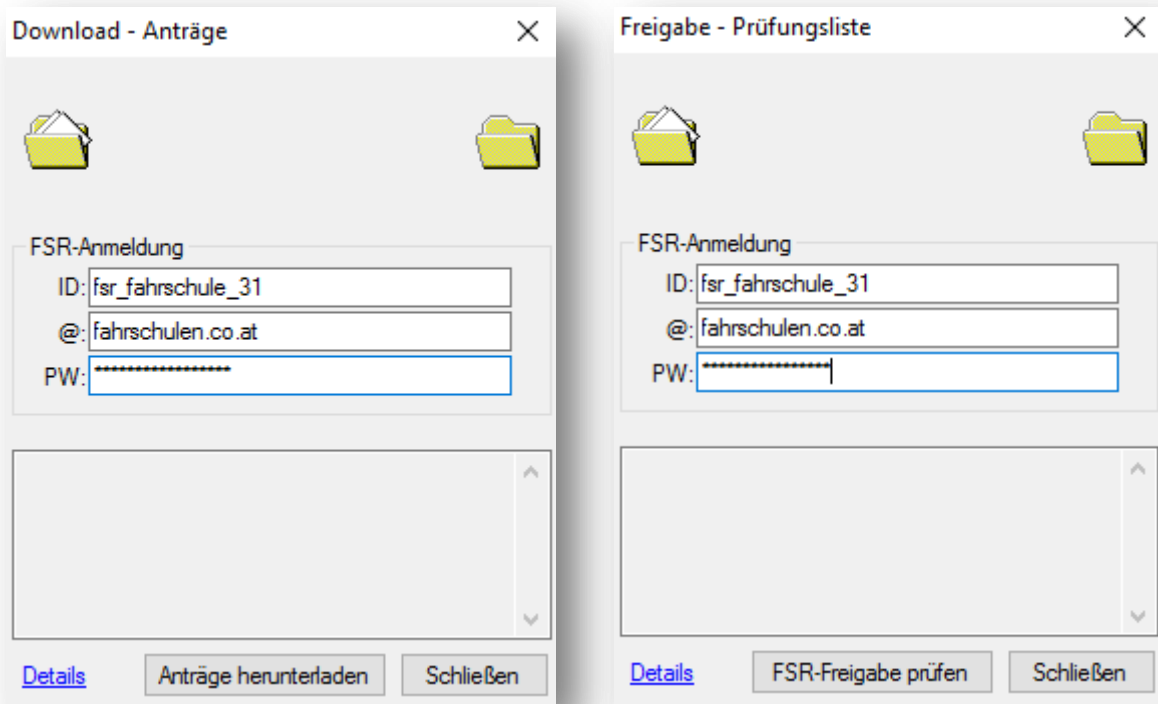 Download - Anträge
FSR-Anmeldung
ID: fsr_fahrschule_31
@: fahrschulen.co.at
PW: *****************
Details
Anträge herunterladen
Schließen
Freigabe - Prüfungsliste
FSR-Anmeldung
ID: fsr_fahrschule_31
@: fahrschulen.co.at
PW: ****************
Details
FSR-Freigabe prüfen
Schließen